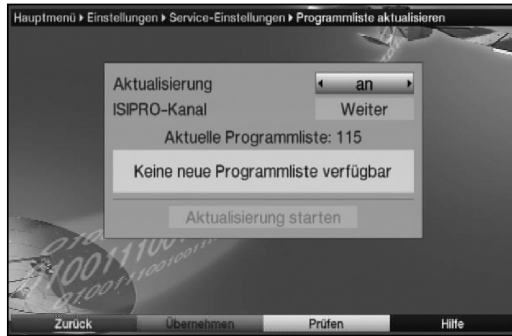 Hauptmenü ▸ Einstellungen ▸ Service-Einstellungen ▸ Programmliste aktualisieren
Aktualisierung ◂ an ▸
ISIPRO-Kanal Weiter
Aktuelle Programmliste: 115
Keine neue Programmliste verfügbar
Aktualisierung starten
Zurück Übernehmen Prüfen Hilfe